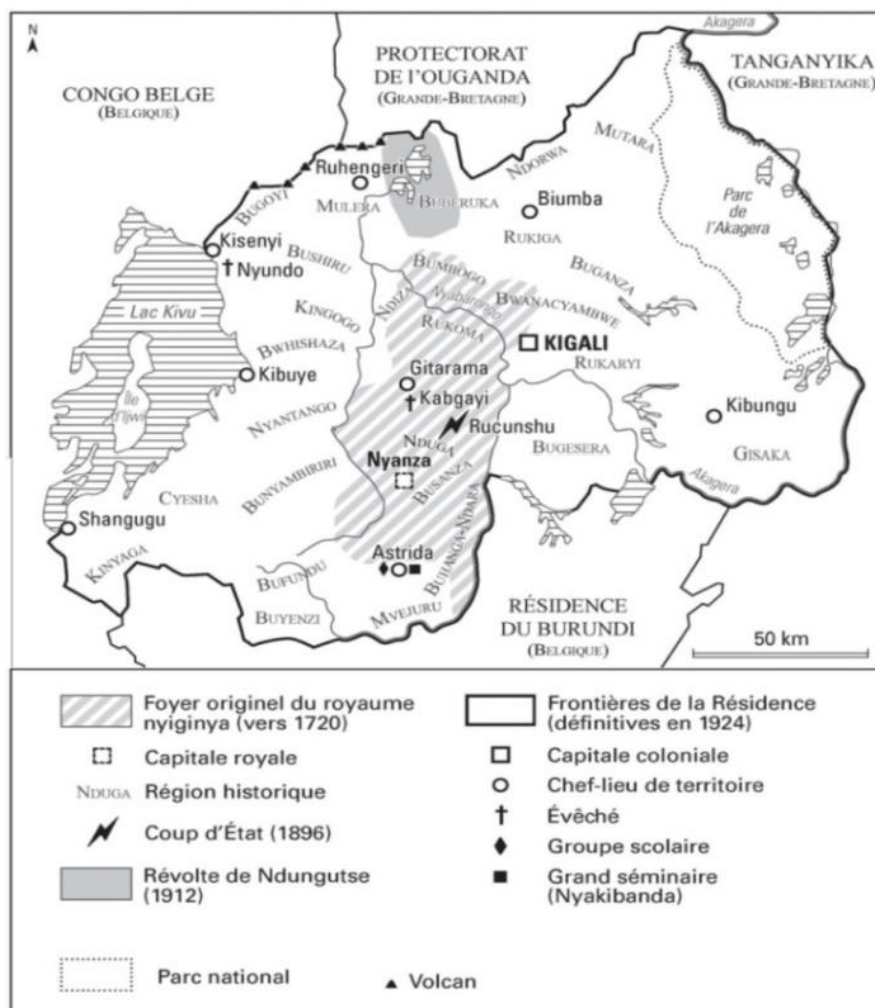 N
Akagera
PROTECTORAT
DE L'OUGANDA
(GRANDE-BRETAGNE)
TANGANYIKA
(GRANDE-BRETAGNE)
CONGO BELGE
(BELGIQUE)
MUTARA
NDORWA
Ruhengeri
BUGOYI
MULERA
BUBERUKA
Biumba
Parc
de
l'Akagera
RUKIGA
Kisenyi
Nyundo
BUSHIRU
BUMBOGO
BUGANZA
Lac Kivu
KINGOGO
NDIZA
Nyabarongo
BWANACYAMBWE
RUKOMA
KIGALI
BWHISHAZA
RUKARYI
Gitarama
Kibuye
Île
d'Ijwi
Kabgayi
Kibungu
NYANTANGO
Rucunshu
NDUGA
BUGESERA
GISAKA
Nyanza
BUSANZA
Akagera
BUNYAMBIRIRI
CYESHA
Shangugu
BUHANGA-NDARA
KINYAGA
Astrida
BUFUNDU
BUYENZI
MVEJURU
RÉSIDENCE
DU BURUNDI
(BELGIQUE)
50 km
Foyer originel du royaume
nyiginya (vers 1720)
Capitale royale
NDUGA Région historique
Coup d'État (1896)
Révolte de Ndungutse
(1912)
Parc national
Frontières de la Résidence
(définitives en 1924)
Capitale coloniale
Chef-lieu de territoire
Évêché
Groupe scolaire
Grand séminaire
(Nyakibanda)
Volcan